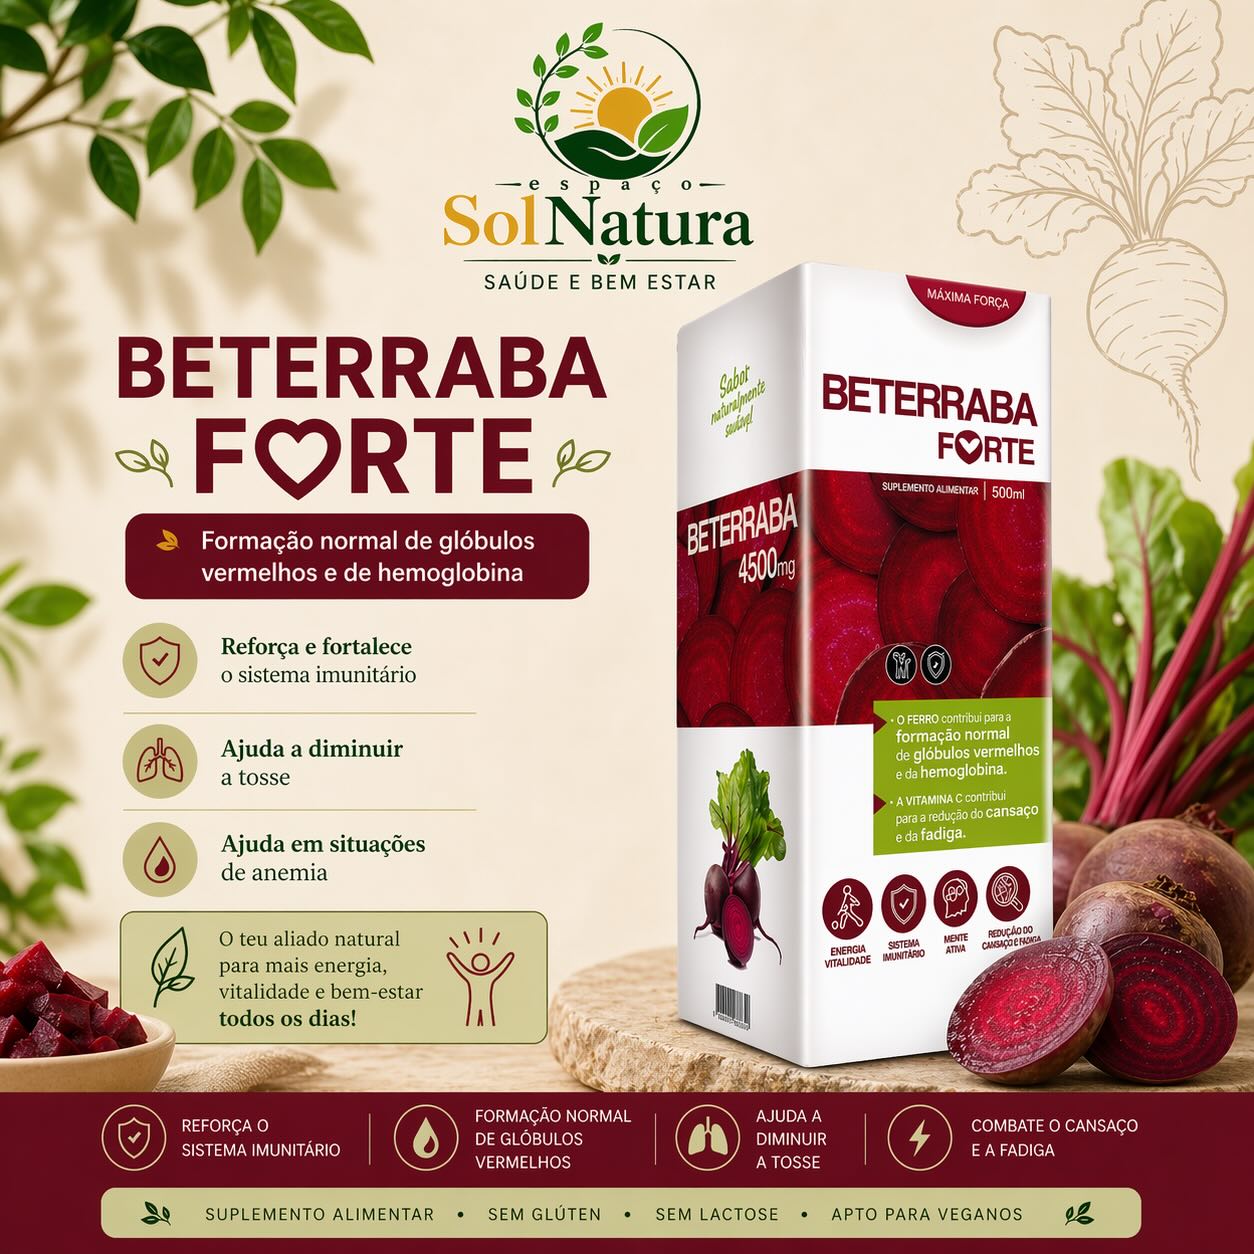 espaço
SolNatura
SAÚDE E BEM ESTAR
BETERRABA
FORTE
Formação normal de glóbulos
vermelhos e de hemoglobina
Reforça e fortalece
o sistema imunitário
Ajuda a diminuir
a tosse
Ajuda em situações
de anemia
O teu aliado natural
para mais energia,
vitalidade e bem-estar
todos os dias!
MÁXIMA FORÇA
Sabor
naturalmente
saudável
BETERRABA
FORTE
SUPLEMENTO ALIMENTAR | 500ml
BETERRABA
4500mg
• O FERRO contribui para a
formação normal
de glóbulos vermelhos
e da hemoglobina.
• A VITAMINA C contribui
para a redução do cansaço
e da fadiga.
ENERGIA
VITALIDADE
SISTEMA
IMUNITÁRIO
MENTE
ATIVA
REDUÇÃO DO
CANSAÇO E FADIGA
REFORÇA O
SISTEMA IMUNITÁRIO
FORMAÇÃO NORMAL
DE GLÓBULOS
VERMELHOS
AJUDA A
DIMINUIR
A TOSSE
COMBATE O CANSAÇO
E A FADIGA
SUPLEMENTO ALIMENTAR • SEM GLÚTEN • SEM LACTOSE • APTO PARA VEGANOS